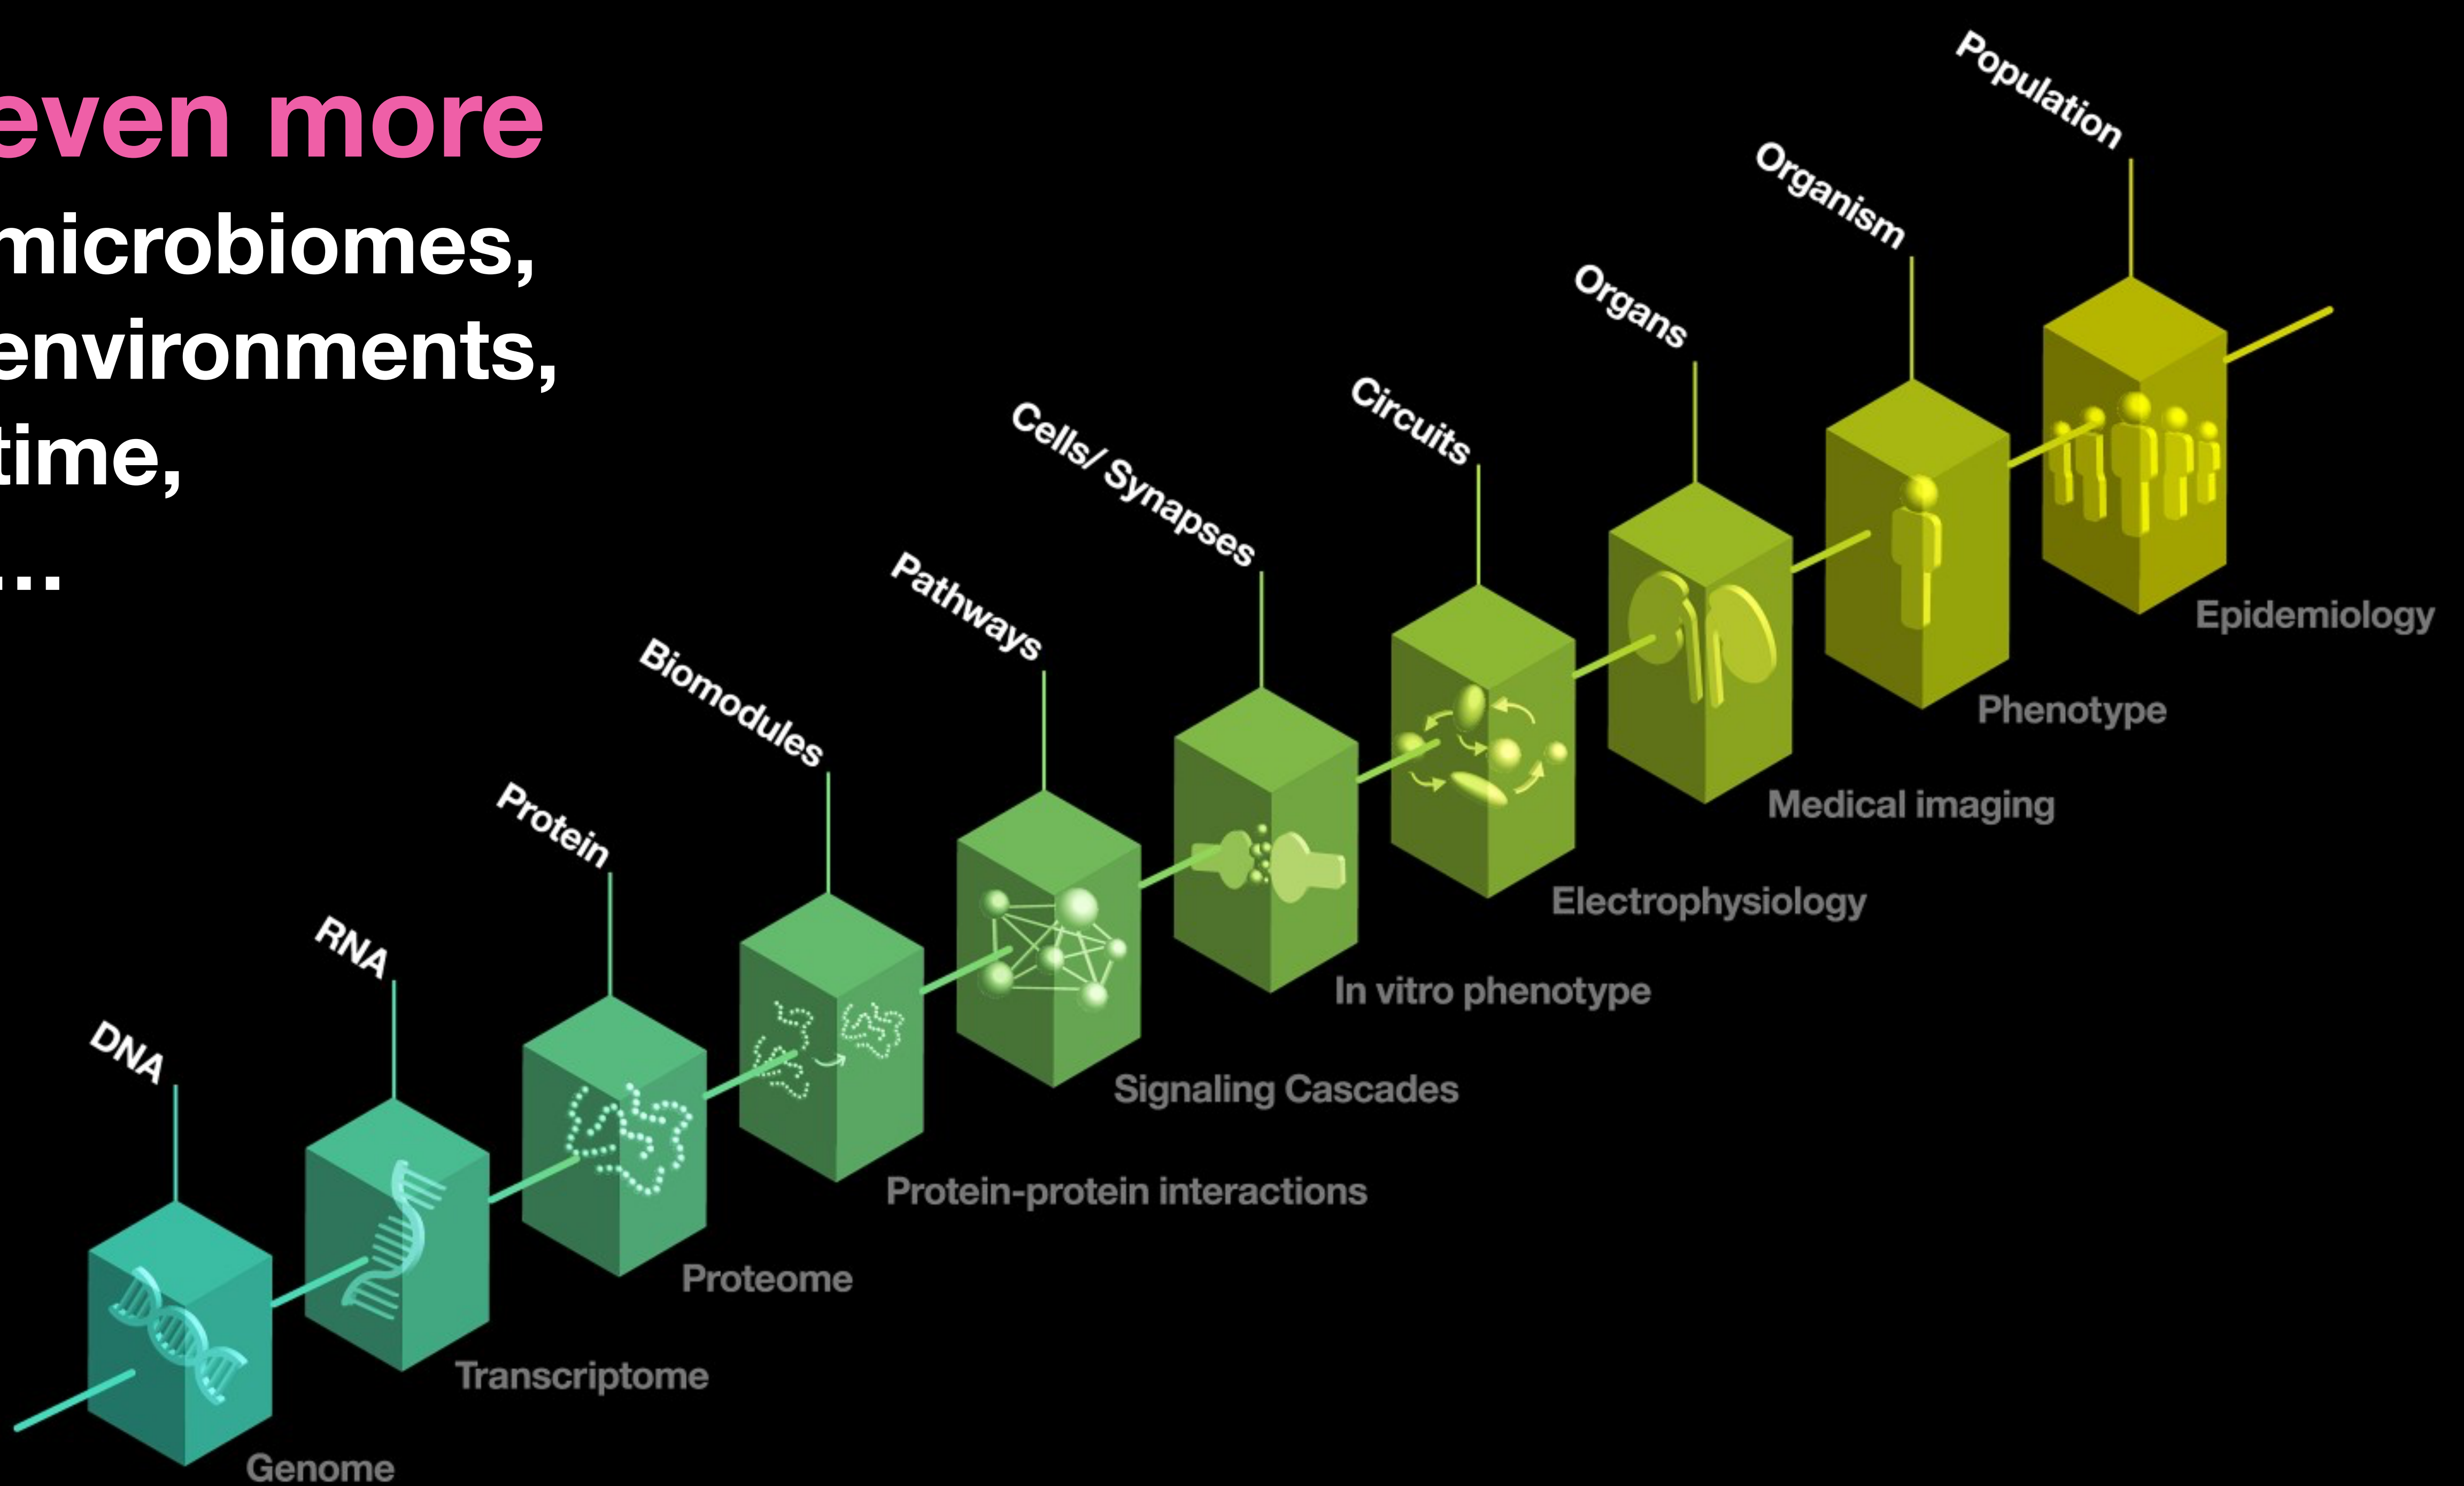 even more
microbiomes,
environments,
time,
...
DNA
RNA
Protein
Biomodules
Pathways
Cells/ Synapses
Circuits
Organs
Organism
Population
Genome
Transcriptome
Proteome
Protein-protein interactions
Signaling Cascades
In vitro phenotype
Electrophysiology
Medical imaging
Phenotype
Epidemiology